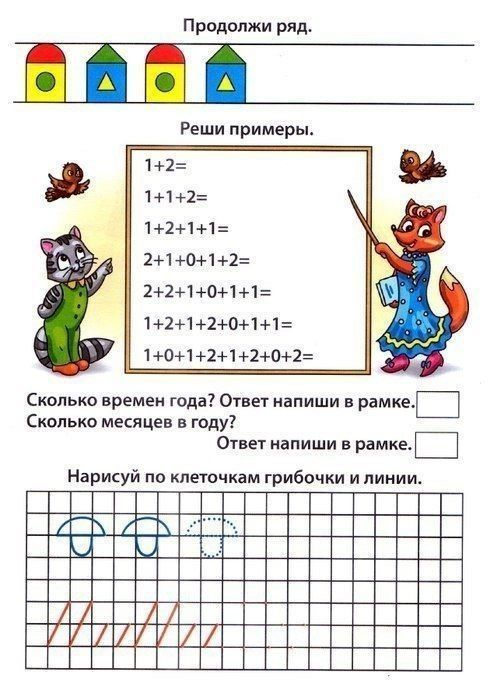 Продолжи ряд.
Реши примеры.
1+2=
1+1+2=
1+2+1+1=
2+1+0+1+2=
2+2+1+0+1+1=
1+2+1+2+0+1+1=
1+0+1+2+1+2+0+2=
Сколько времен года? Ответ напиши в рамке.
Сколько месяцев в году?
Ответ напиши в рамке.
Нарисуй по клеточкам грибочки и линии.